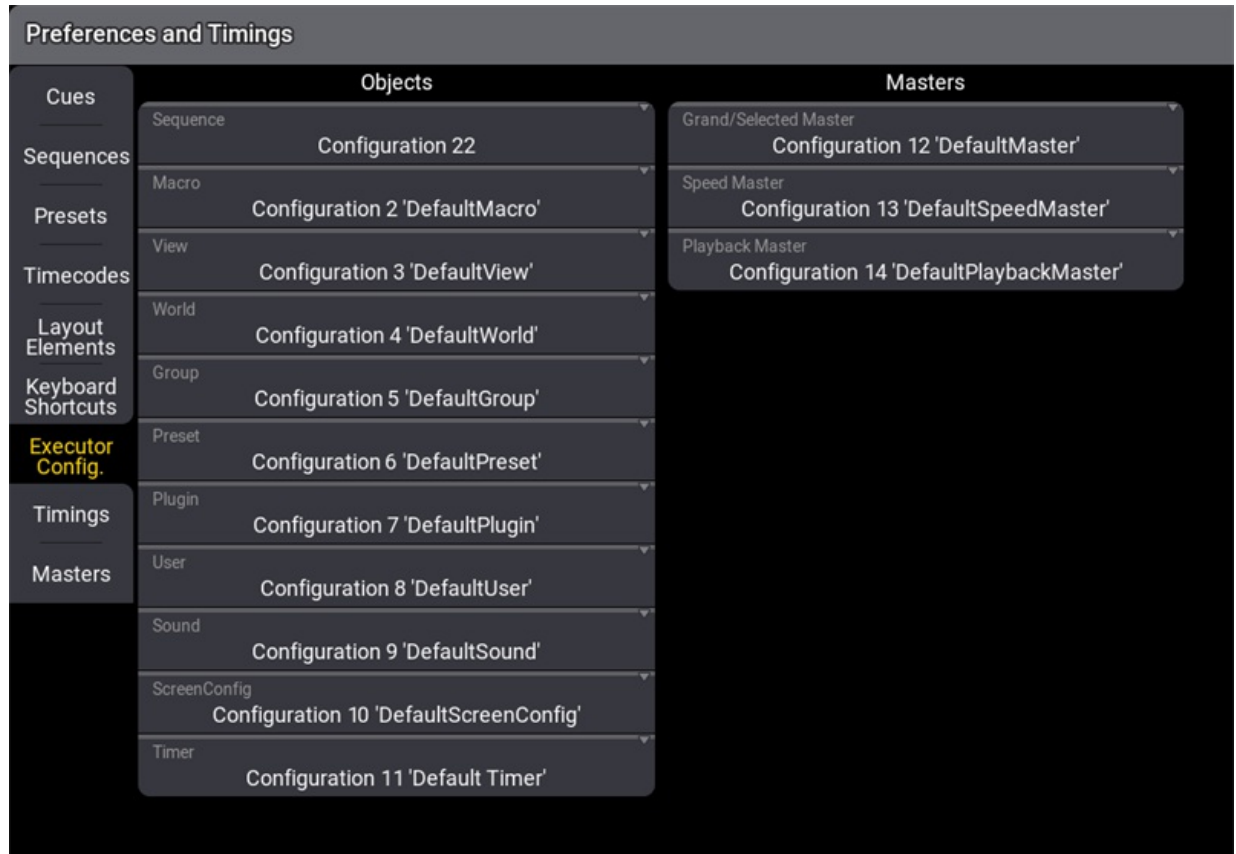 Preferences and Timings
Cues
Sequences
Presets
Timecodes
Layout
Elements
Keyboard
Shortcuts
Executor
Config.
Timings
Masters
Objects
Sequence
Configuration 22
Macro
Configuration 2 'DefaultMacro'
View
Configuration 3 'DefaultView'
World
Configuration 4 'DefaultWorld'
Group
Configuration 5 'DefaultGroup'
Preset
Configuration 6 'DefaultPreset'
Plugin
Configuration 7 'DefaultPlugin'
User
Configuration 8 'DefaultUser'
Sound
Configuration 9 'DefaultSound'
ScreenConfig
Configuration 10 'DefaultScreenConfig'
Timer
Configuration 11 'Default Timer'
Masters
Grand/Selected Master
Configuration 12 'DefaultMaster'
Speed Master
Configuration 13 'DefaultSpeedMaster'
Playback Master
Configuration 14 'DefaultPlaybackMaster'